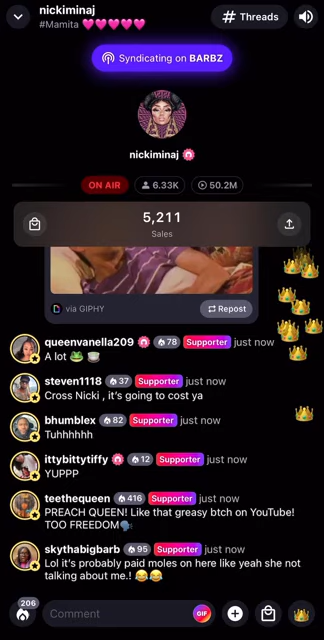 nickiminaj
#Mamita 💗💗💗💗💗
# Threads
Syndicating on BARBZ
nickiminaj
ON AIR
6.33K
50.2M
5,211
Sales
via GIPHY
Repost
queenvanella209 78 Supporter just now
A lot 🐸 🍵
steven1118 37 Supporter just now
Cross Nicki , it's going to cost ya
bhumblex 82 Supporter just now
Tuhhhhhh
ittybittytiffy 12 Supporter just now
YUPPP
teethequeen 416 Supporter just now
PREACH QUEEN! Like that greasy btch on YouTube!
TOO FREEDOM🗣️
skythabigbarb 95 Supporter just now
Lol it's probably paid moles on here like yeah she not
talking about me.! 😂😂
206
Comment
GIF